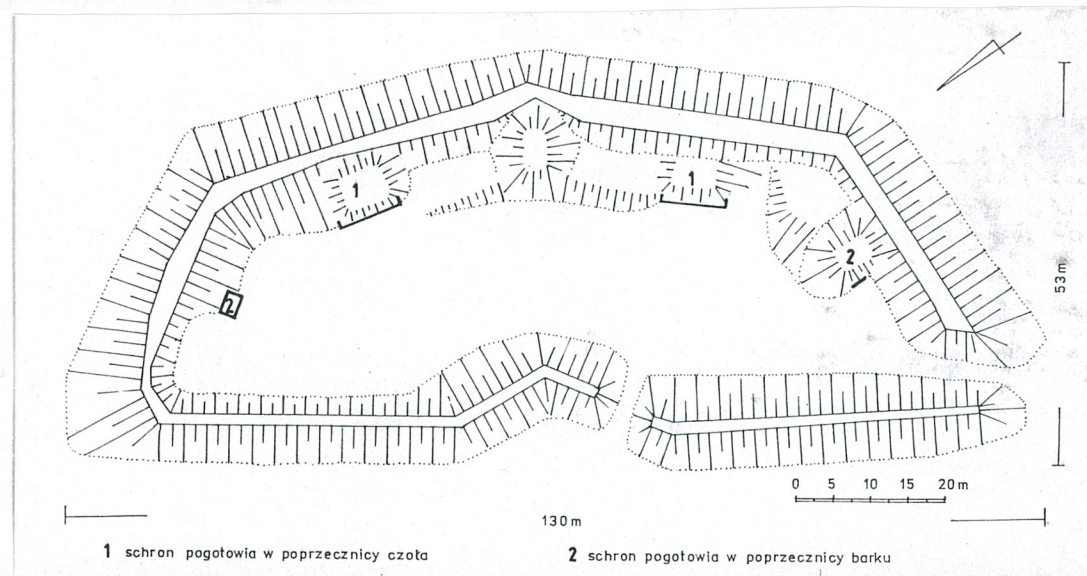 1
1
2
2
53m
0 5 10 15 20m
130m
1 schron pogotowia w poprzecznicy czoła
2 schron pogotowia w poprzecznicy barku